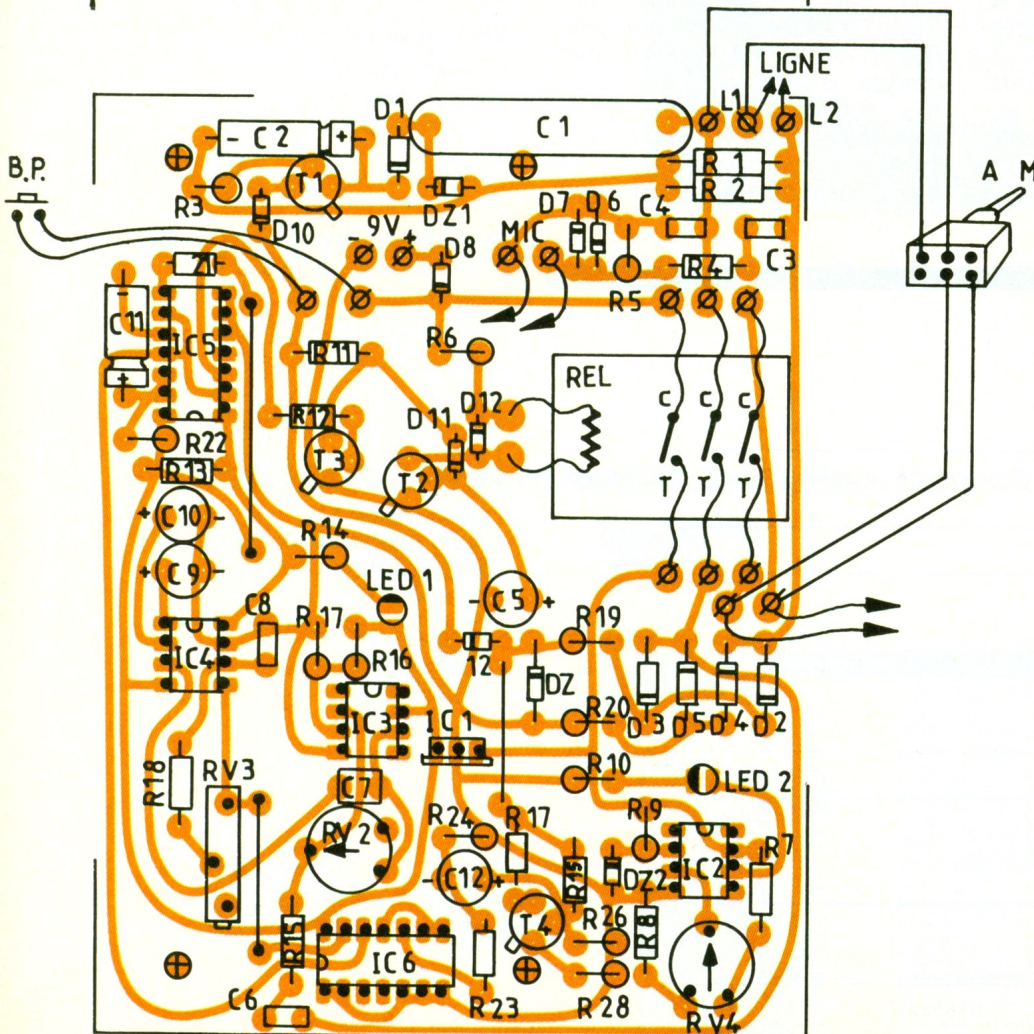 LIGNE
D1
L1
L2
- C2 +
C1
R1
B.P.
T1
R2
A M
R3
DZ1
D7 D6 C4
D10
- 9V +
D8
MIC
C3
21
R4
R5
-
C11
IC5
R6
+
R11
REL
R12
D11
D12
C C C
R22
T3
R13
T2
T T T
+ C10 -
R14
+ C9 -
LED 1
C8
R17
- C5 +
R19
IC4
R16
12
DZ
IC3
IC1
R20
D3 D5 D4 D2
R18
RV3
R10
LED 2
C7
RV2
R24
R17
R9
R7
- C12 +
R15
DZ2
IC2
T4
R26
R8
R15
IC6
C6
R23
R28
RV4